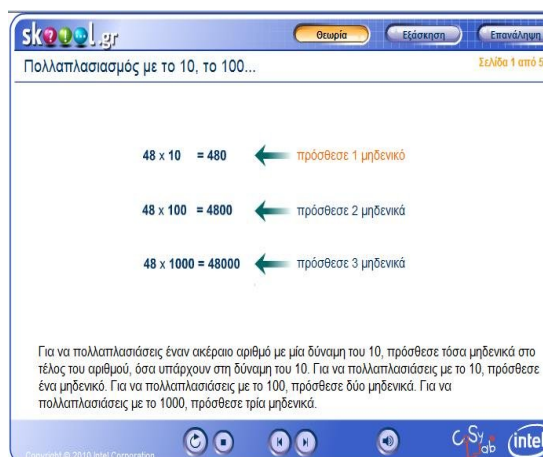 skoool.gr
Θεωρία Εξάσκηση Επανάληψη
Πολλαπλασιασμός με το 10, το 100...
Σελίδα 1 από 5
48 x 10 = 480 πρόσθεσε 1 μηδενικό
48 x 100 = 4800 πρόσθεσε 2 μηδενικά
48 x 1000 = 48000 πρόσθεσε 3 μηδενικά
Για να πολλαπλασιάσεις έναν ακέραιο αριθμό με μία δύναμη του 10, πρόσθεσε τόσα μηδενικά στο
τέλος του αριθμού, όσα υπάρχουν στη δύναμη του 10. Για να πολλαπλασιάσεις με το 10, πρόσθεσε
ένα μηδενικό. Για να πολλαπλασιάσεις με το 100, πρόσθεσε δύο μηδενικά. Για να
πολλαπλασιάσεις με το 1000, πρόσθεσε τρία μηδενικά.
Copyright © 2010 Intel Corporation
intel